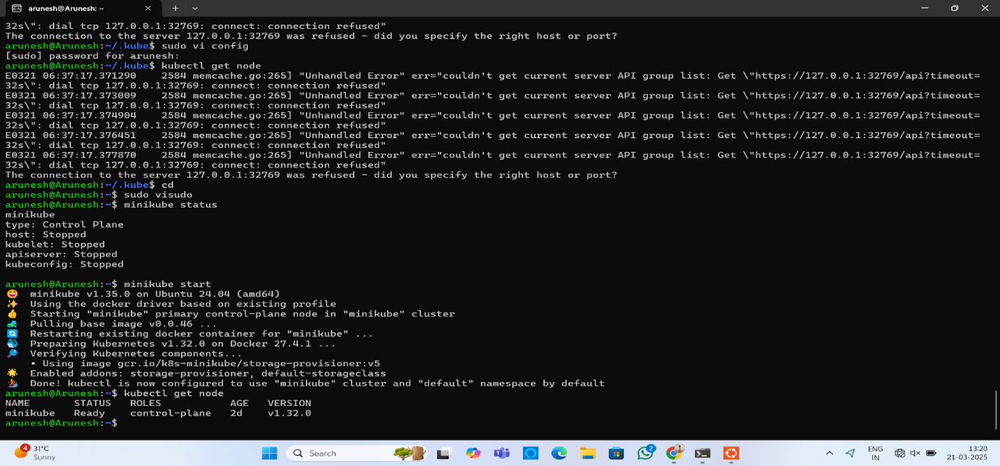 arunesh@Arunesh: ~
32s\": dial tcp 127.0.0.1:32769: connect: connection refused"
The connection to the server 127.0.0.1:32769 was refused - did you specify the right host or port?
arunesh@Arunesh:~/.kube$ sudo vi config
[sudo] password for arunesh:
arunesh@Arunesh:~/.kube$ kubectl get node
E0321 06:37:17.371290    2584 memcache.go:265] "Unhandled Error" err="couldn't get current server API group list: Get \"https://127.0.0.1:32769/api?timeout=
32s\": dial tcp 127.0.0.1:32769: connect: connection refused"
E0321 06:37:17.373009    2584 memcache.go:265] "Unhandled Error" err="couldn't get current server API group list: Get \"https://127.0.0.1:32769/api?timeout=
32s\": dial tcp 127.0.0.1:32769: connect: connection refused"
E0321 06:37:17.374904    2584 memcache.go:265] "Unhandled Error" err="couldn't get current server API group list: Get \"https://127.0.0.1:32769/api?timeout=
32s\": dial tcp 127.0.0.1:32769: connect: connection refused"
E0321 06:37:17.376451    2584 memcache.go:265] "Unhandled Error" err="couldn't get current server API group list: Get \"https://127.0.0.1:32769/api?timeout=
32s\": dial tcp 127.0.0.1:32769: connect: connection refused"
E0321 06:37:17.377870    2584 memcache.go:265] "Unhandled Error" err="couldn't get current server API group list: Get \"https://127.0.0.1:32769/api?timeout=
32s\": dial tcp 127.0.0.1:32769: connect: connection refused"
The connection to the server 127.0.0.1:32769 was refused - did you specify the right host or port?
arunesh@Arunesh:~/.kube$ cd
arunesh@Arunesh:~$ sudo visudo
arunesh@Arunesh:~$ minikube status
minikube
type: Control Plane
host: Stopped
kubelet: Stopped
apiserver: Stopped
kubeconfig: Stopped
arunesh@Arunesh:~$ minikube start
minikube v1.35.0 on Ubuntu 24.04 (amd64)
Using the docker driver based on existing profile
Starting "minikube" primary control-plane node in "minikube" cluster
Pulling base image v0.0.46 ...
Restarting existing docker container for "minikube" ...
Preparing Kubernetes v1.32.0 on Docker 27.4.1 ...
Verifying Kubernetes components...
▪ Using image gcr.io/k8s-minikube/storage-provisioner:v5
Enabled addons: storage-provisioner, default-storageclass
Done! kubectl is now configured to use "minikube" cluster and "default" namespace by default
arunesh@Arunesh:~$ kubectl get node
NAME       STATUS   ROLES           AGE   VERSION
minikube   Ready    control-plane   2d    v1.32.0
arunesh@Arunesh:~$
4
31°C
Sunny
Search
2
ENG
IN
13:20
21-03-2025